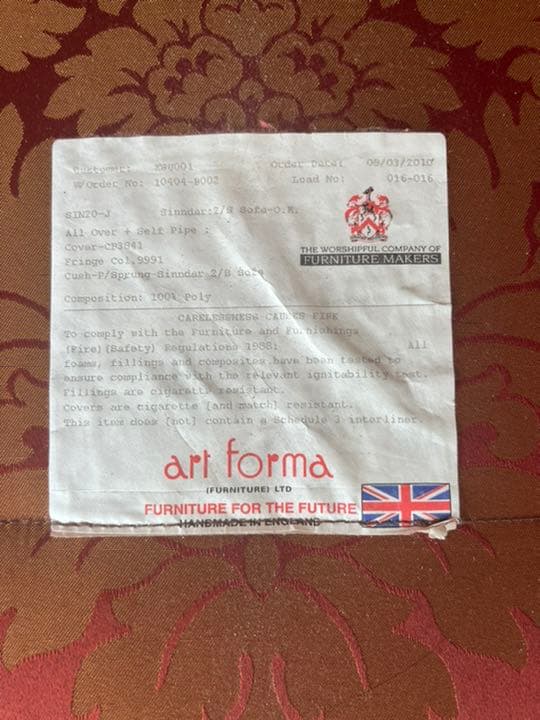 Customer: Order Date: 08/03/2010
W/Order No: 10404-B002 Load No: 016-016
SIN20-J Sinndar:2/S Sofa-O.K.
All Over + Self Pipe :
Cover-CB3841
Fringe Col.9991
Cush-P/Sprung-Sinndar 2/B Sofa
THE WORSHIPFUL COMPANY OF
FURNITURE MAKERS
Composition: 100% Poly
CARELESSNESS CAUSES FIRE
To comply with the Furniture and Furnishings
(Fire)(Safety) Regulations 1988: All
foams, fillings and composites have been tested to
ensure compliance with the relevant ignitability test.
Fillings are cigarette resistant.
Covers are cigarette [and match] resistant.
This item does [not] contain a Schedule 3 interliner.
art forma
(FURNITURE) LTD
FURNITURE FOR THE FUTURE
HANDMADE IN ENGLAND